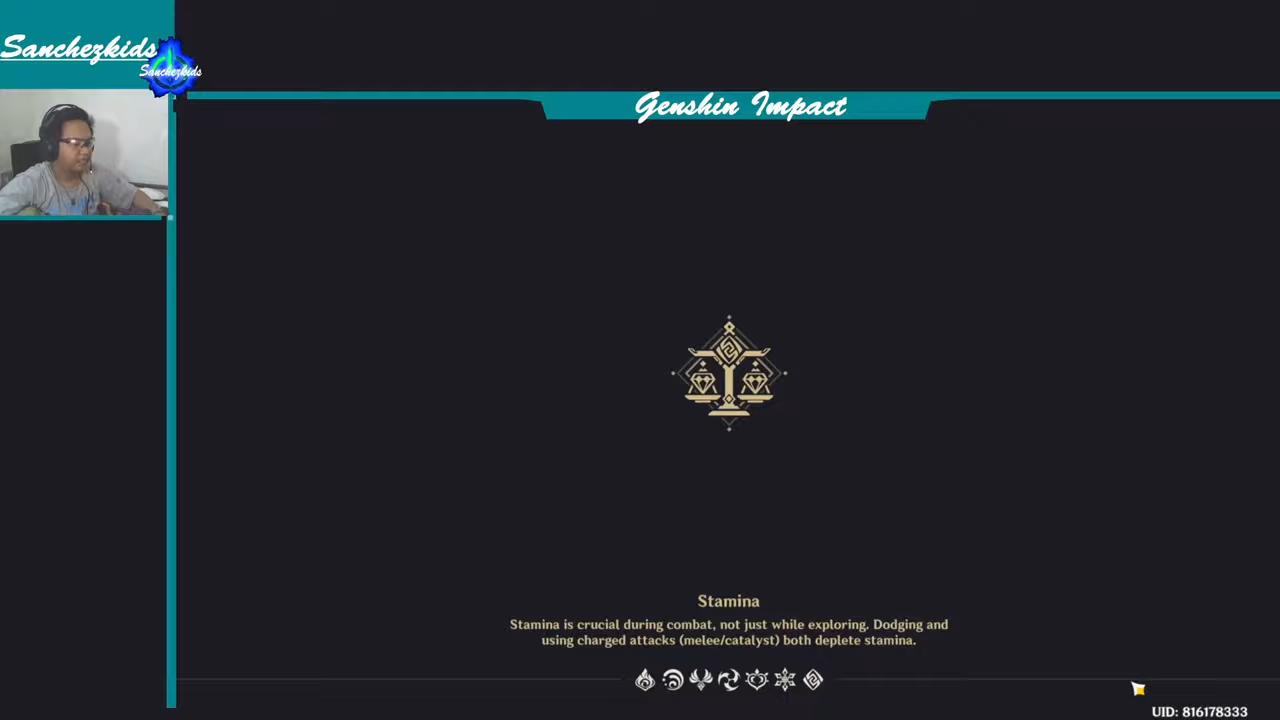 Sanchezkids
Sanchezkids
Genshin Impact
Stamina
Stamina is crucial during combat, not just while exploring. Dodging and
using charged attacks (melee/catalyst) both deplete stamina.
UID: 816178333